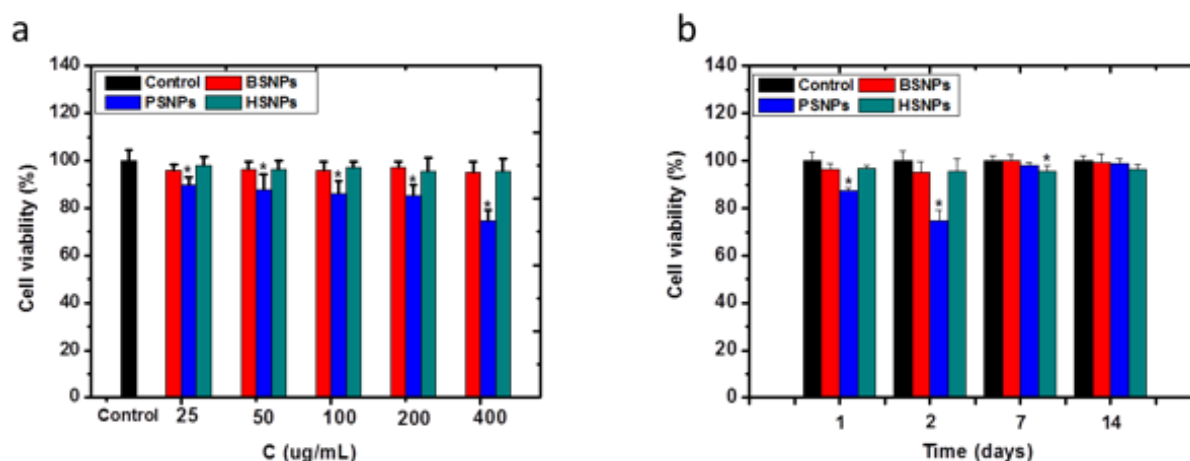 a
140
120
100
80
60
40
20
0
Cell viability (%)
Control BSNPs
PSNPs HSNPs
* * * * *
Control 25 50 100 200 400
C (ug/mL)
b
140
120
100
80
60
40
20
0
Cell viability (%)
Control BSNPs
PSNPs HSNPs
* * *
1 2 7 14
Time (days)